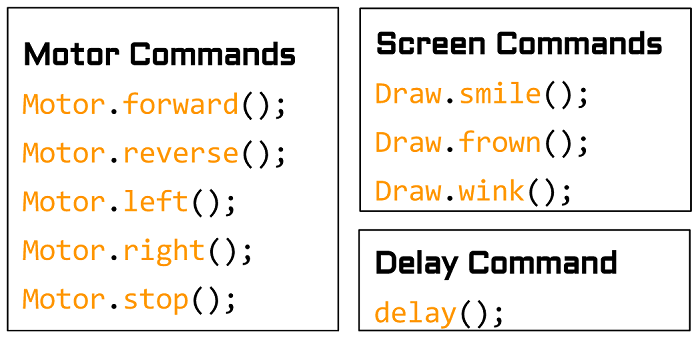 Motor Commands
Motor.forward();
Motor.reverse();
Motor.left();
Motor.right();
Motor.stop();
Screen Commands
Draw.smile();
Draw.frown();
Draw.wink();
Delay Command
delay();